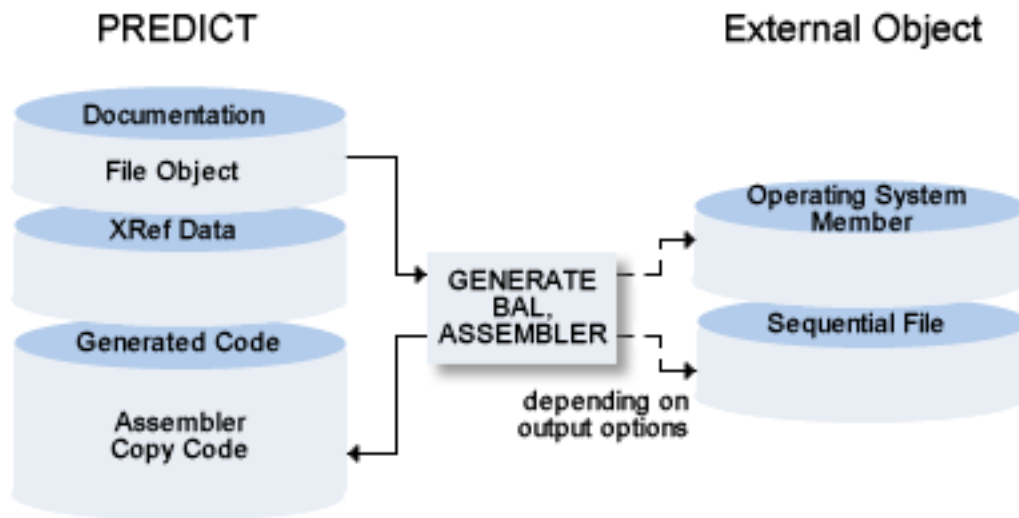 PREDICT
External Object
Documentation
File Object
XRef Data
Generated Code
Assembler
Copy Code
GENERATE
BAL,
ASSEMBLER
depending on
output options
Operating System
Member
Sequential File